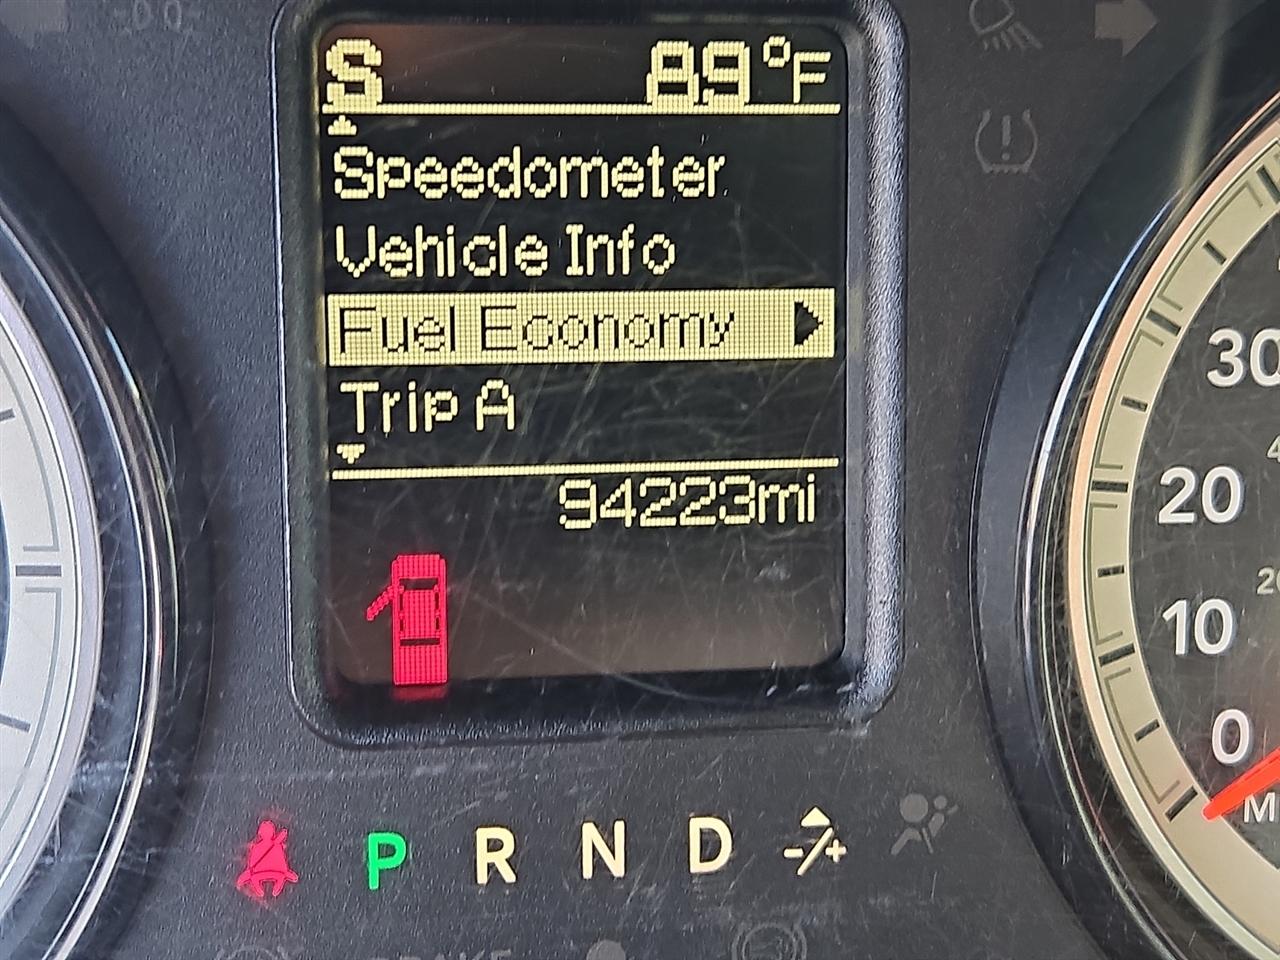 S 89°F
Speedometer
Vehicle Info
Fuel Economy
Trip A
94223mi
30
20
10
0
P R N D -/+